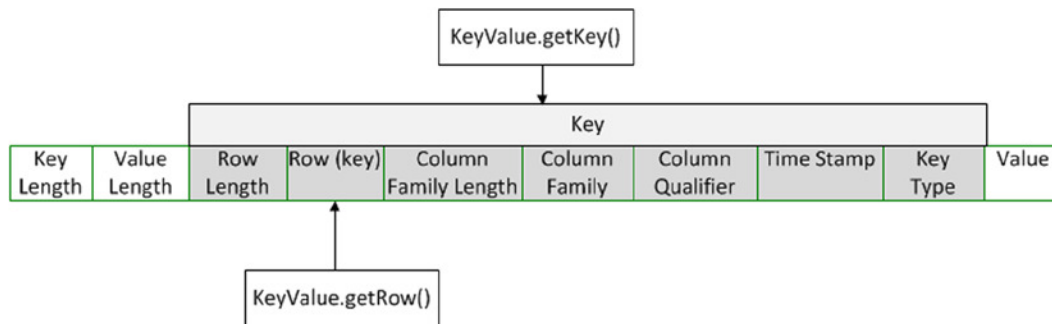 KeyValue.getKey()
Key
Key Length
Value Length
Row Length
Row (key)
Column Family Length
Column Family
Column Qualifier
Time Stamp
Key Type
Value
KeyValue.getRow()